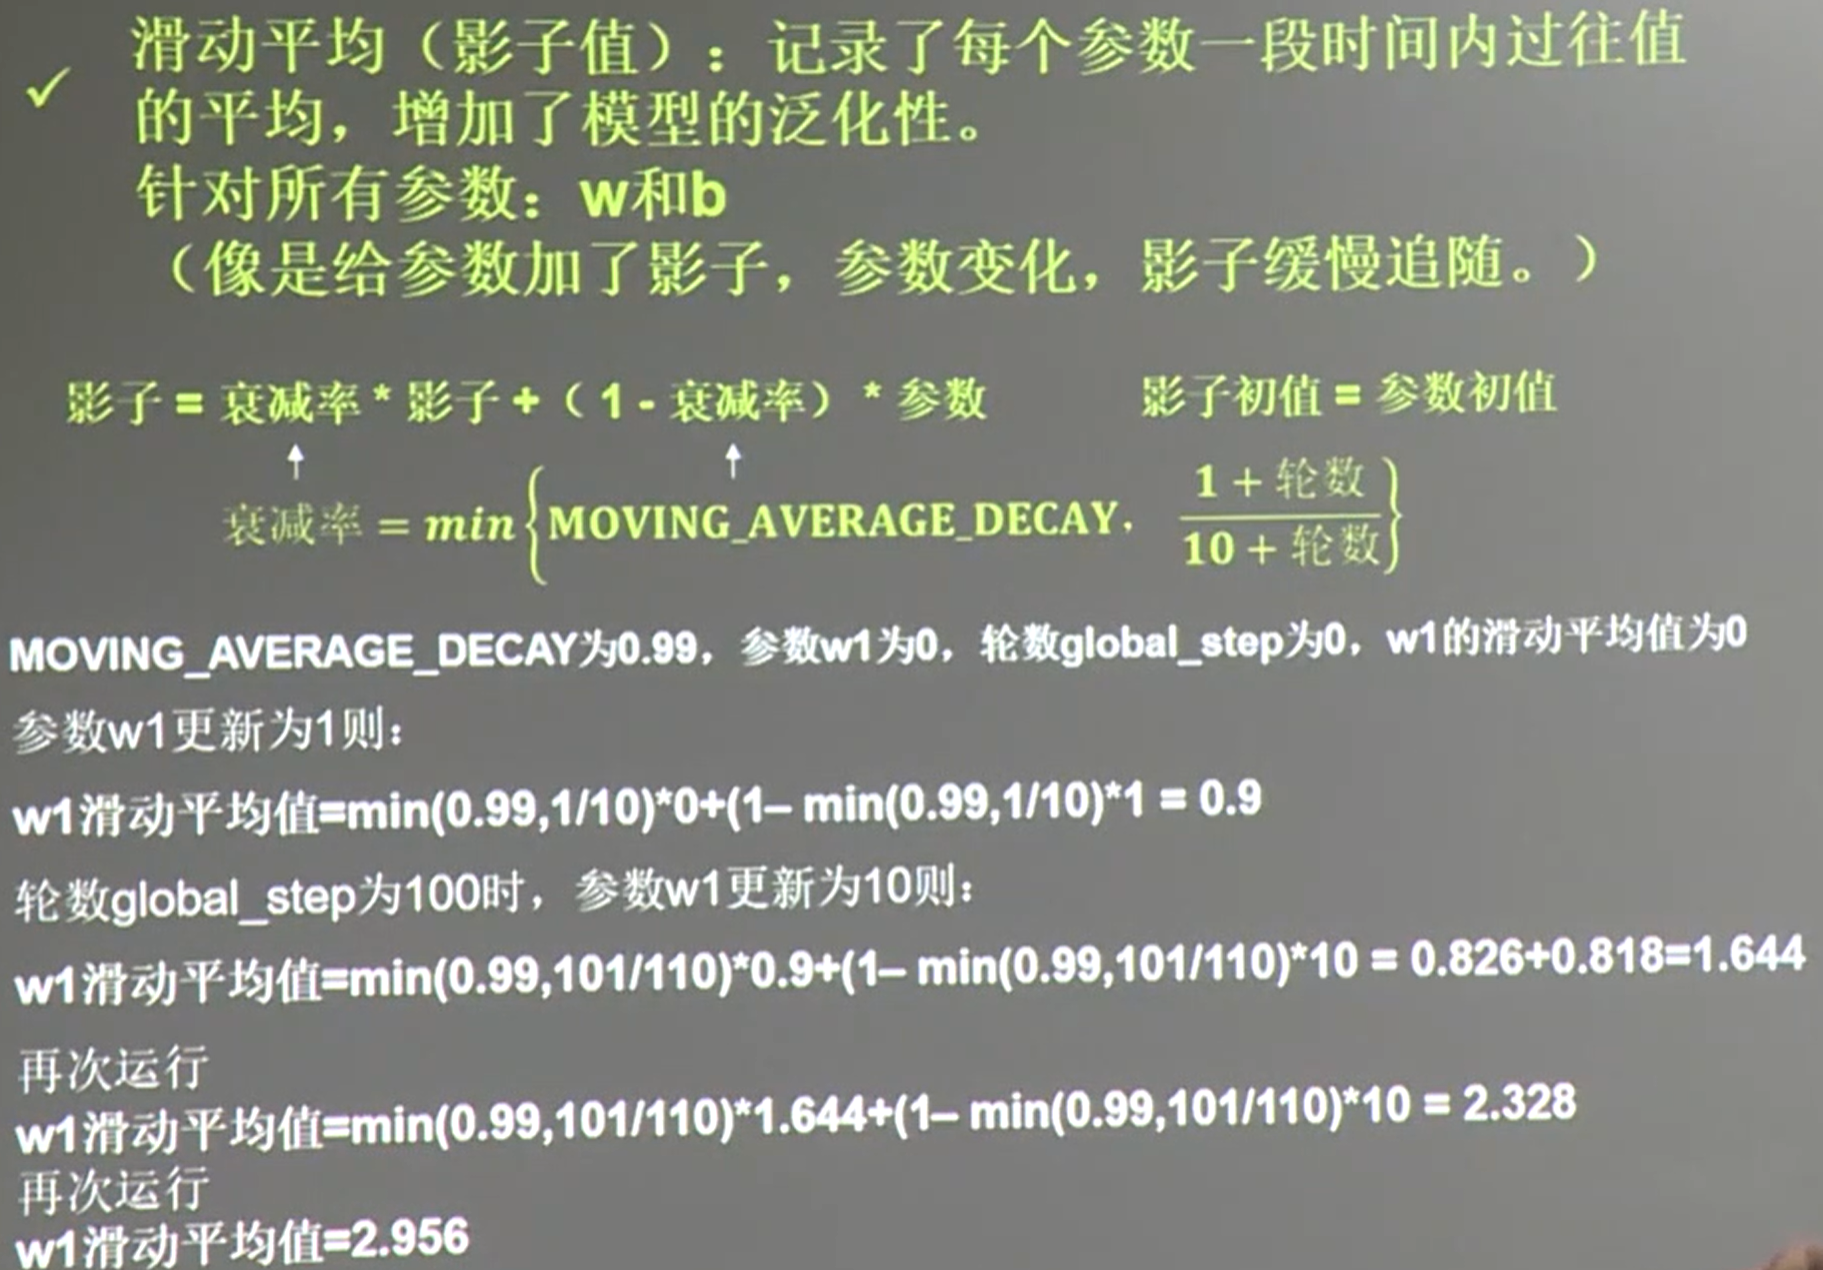 ✓ 滑动平均（影子值）：记录了每个参数一段时间内过往值
的平均，增加了模型的泛化性。
针对所有参数：w和b
（像是给参数加了影子，参数变化，影子缓慢追随。）
影子 = 衰减率 * 影子 +（ 1 - 衰减率） * 参数 影子初值 = 参数初值
衰减率 = min{MOVING_AVERAGE_DECAY, (1 + 轮数)/(10 + 轮数)}
MOVING_AVERAGE_DECAY为0.99，参数w1为0，轮数global_step为0，w1的滑动平均值为0
参数w1更新为1则：
w1滑动平均值=min(0.99,1/10)*0+(1– min(0.99,1/10)*1 = 0.9
轮数global_step为100时，参数w1更新为10则：
w1滑动平均值=min(0.99,101/110)*0.9+(1– min(0.99,101/110)*10 = 0.826+0.818=1.644
再次运行
w1滑动平均值=min(0.99,101/110)*1.644+(1– min(0.99,101/110)*10 = 2.328
再次运行
w1滑动平均值=2.956